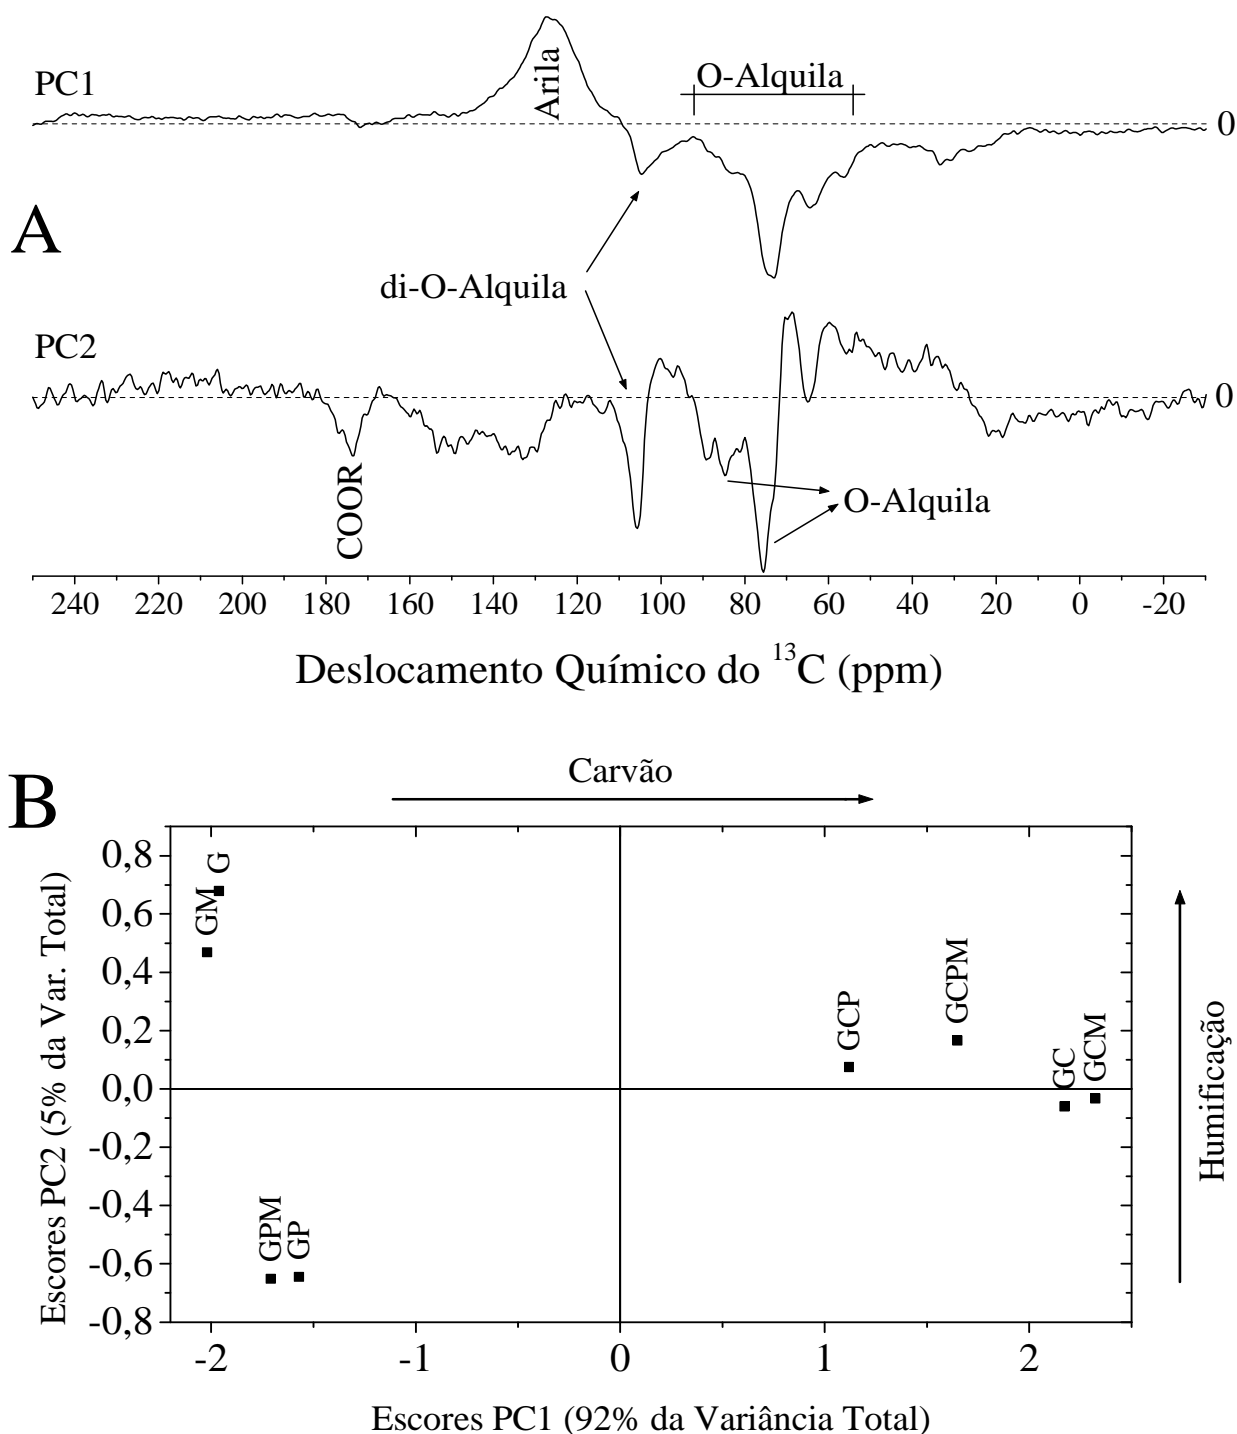 PC1
Arila
O-Alquila
0
A
di-O-Alquila
PC2
0
COOR
O-Alquila
240 220 200 180 160 140 120 100 80 60 40 20 0 -20
Deslocamento Químico do ¹³C (ppm)
B
Carvão
Escores PC2 (5% da Var. Total)
0,8
0,6
0,4
0,2
0,0
-0,2
-0,4
-0,6
-0,8
G
GM
GPM
GP
GCP
GCPM
GC
GCM
Humificação
-2 -1 0 1 2
Escores PC1 (92% da Variância Total)